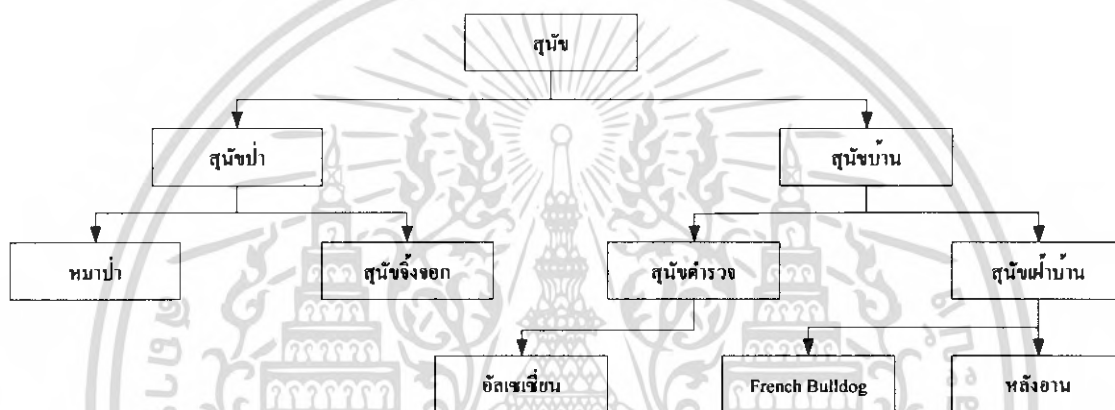 สุนัข
สุนัขป่า
สุนัขบ้าน
หมาป่า
สุนัขจิ้งจอก
สุนัขตำรวจ
สุนัขเฝ้าบ้าน
อัลเซเชี่ยน
French Bulldog
หลังอาน